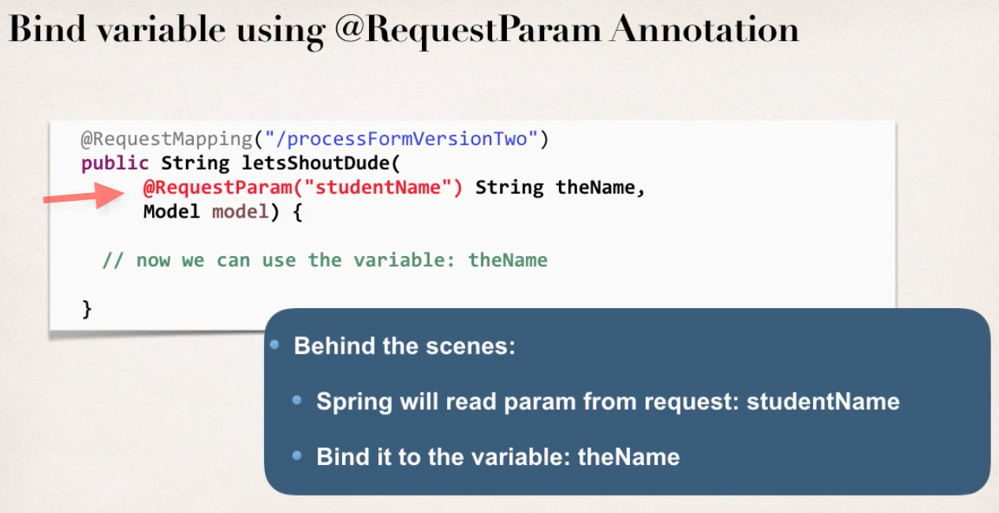 Bind variable using @RequestParam Annotation
@RequestMapping("/processFormVersionTwo")
public String letsShoutDude(
@RequestParam("studentName") String theName,
Model model) {
// now we can use the variable: theName
}
Behind the scenes:
Spring will read param from request: studentName
Bind it to the variable: theName